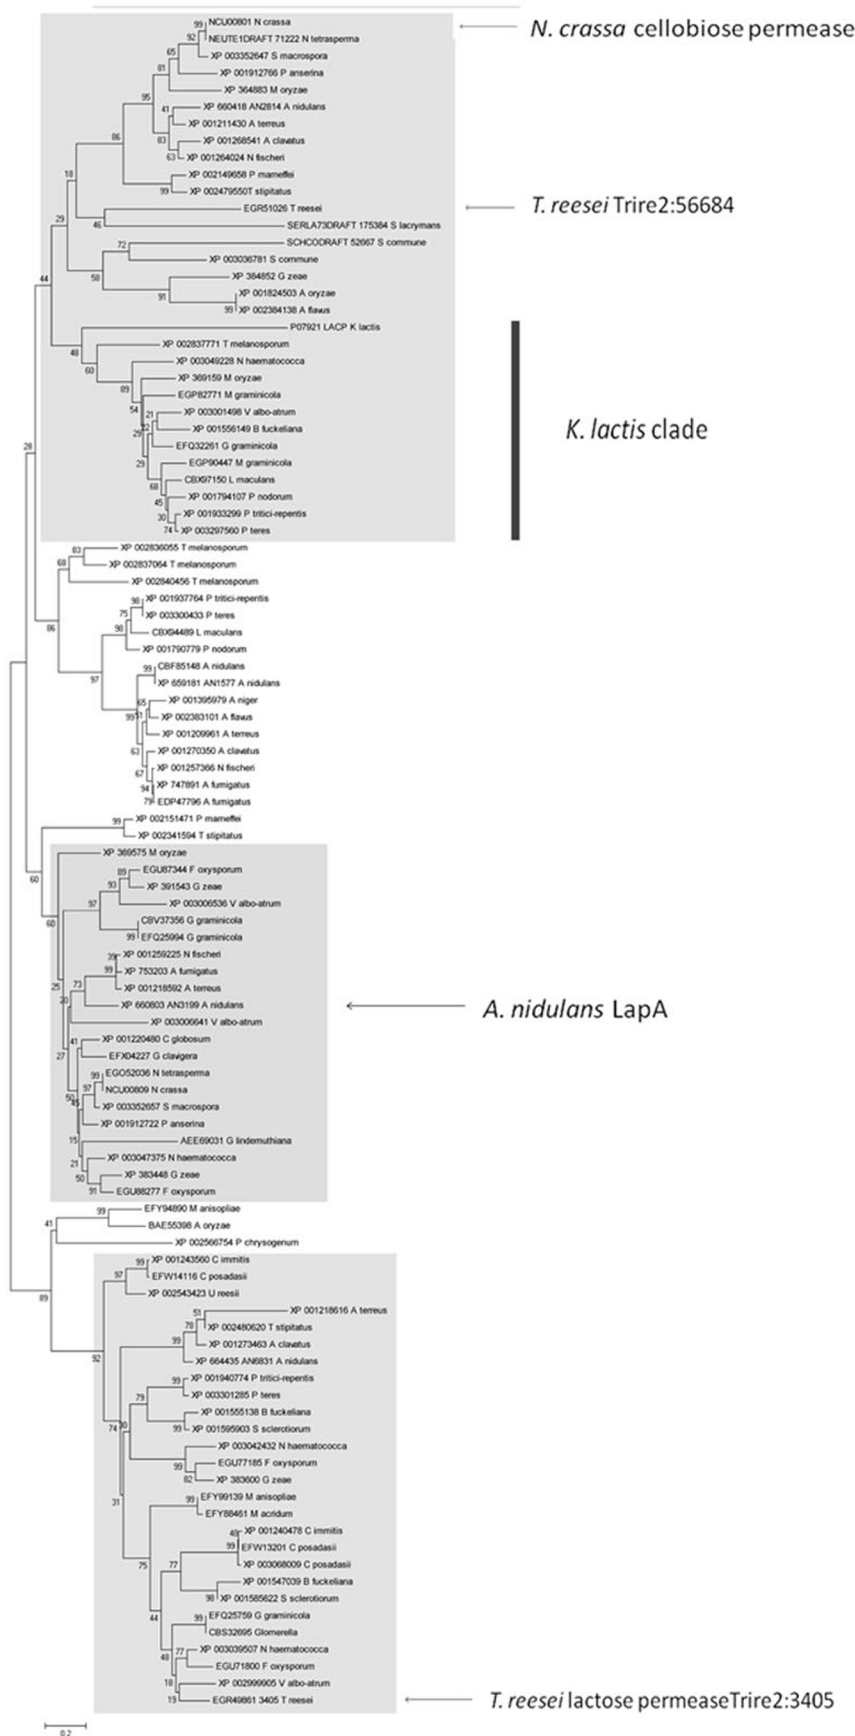 NCU00801 N crassa
N. crassa cellobiose permease
NEUTE1DRAFT 71222 N tetrasperma
XP 003352647 S macrospora
XP 001912766 P anserina
XP 364883 M oryzae
XP 660418 AN2814 A nidulans
XP 001211430 A terreus
XP 001268541 A clavatus
XP 001264024 N fischeri
XP 002149658 P marneffei
XP 002479550T stipitatus
EGR51026 T reesei
T. reesei Trire2:56684
SERLA73DRAFT 175384 S lacrymans
SCHCODRAFT 52667 S commune
XP 003036781 S commune
XP 384852 G zeae
XP 001824503 A oryzae
XP 002384138 A flavus
P07921 LACP K lactis
XP 002837771 T melanosporum
XP 003049228 N haematococca
XP 369159 M oryzae
EGP82771 M graminicola
XP 003001498 V albo-atrum
K. lactis clade
XP 001556149 B fuckeliana
EFQ32261 G graminicola
EGP90447 M graminicola
CBX97150 L maculans
XP 001794107 P nodorum
XP 001933299 P tritici-repentis
XP 003297560 P teres
XP 002836055 T melanosporum
XP 002837064 T melanosporum
XP 002840456 T melanosporum
XP 001937764 P tritici-repentis
XP 003300433 P teres
CBX94489 L maculans
XP 001790779 P nodorum
CBF85148 A nidulans
XP 659181 AN1577 A nidulans
XP 001395979 A niger
XP 002383101 A flavus
XP 001209961 A terreus
XP 001270350 A clavatus
XP 001257366 N fischeri
XP 747891 A fumigatus
EDP47796 A fumigatus
XP 002151471 P marneffei
XP 002341594 T stipitatus
XP 369575 M oryzae
EGU87344 F oxysporum
XP 391543 G zeae
XP 003006536 V albo-atrum
CBV37356 G graminicola
EFQ25994 G graminicola
XP 001259225 N fischeri
XP 753203 A fumigatus
XP 001218592 A terreus
XP 660803 AN3199 A nidulans
A. nidulans LapA
XP 003006641 V albo-atrum
XP 001220480 C globosum
EFX04227 G clavigera
EGO52036 N tetrasperma
NCU00809 N crassa
XP 003352657 S macrospora
XP 001912722 P anserina
AEE69031 G lindemuthiana
XP 003047375 N haematococca
XP 383448 G zeae
EGU88277 F oxysporum
EFY94890 M anisopliae
BAE55398 A oryzae
XP 002566754 P chrysogenum
XP 001243560 C immitis
EFW14116 C posadasii
XP 002543423 U reesii
XP 001218616 A terreus
XP 002480620 T stipitatus
XP 001273463 A clavatus
XP 664435 AN6831 A nidulans
XP 001940774 P tritici-repentis
XP 003301285 P teres
XP 001555138 B fuckeliana
XP 001595903 S sclerotiorum
XP 003042432 N haematococca
EGU77185 F oxysporum
XP 383600 G zeae
EFY99139 M anisopliae
EFY88461 M acridum
XP 001240478 C immitis
EFW13201 C posadasii
XP 003068009 C posadasii
XP 001547039 B fuckeliana
XP 001585622 S sclerotiorum
EFQ25759 G graminicola
CBS32695 Glomerella
XP 003039507 N haematococca
EGU71800 F oxysporum
XP 002999905 V albo-atrum
EGR49861 3405 T reesei
T. reesei lactose permeaseTrire2:3405
0.2